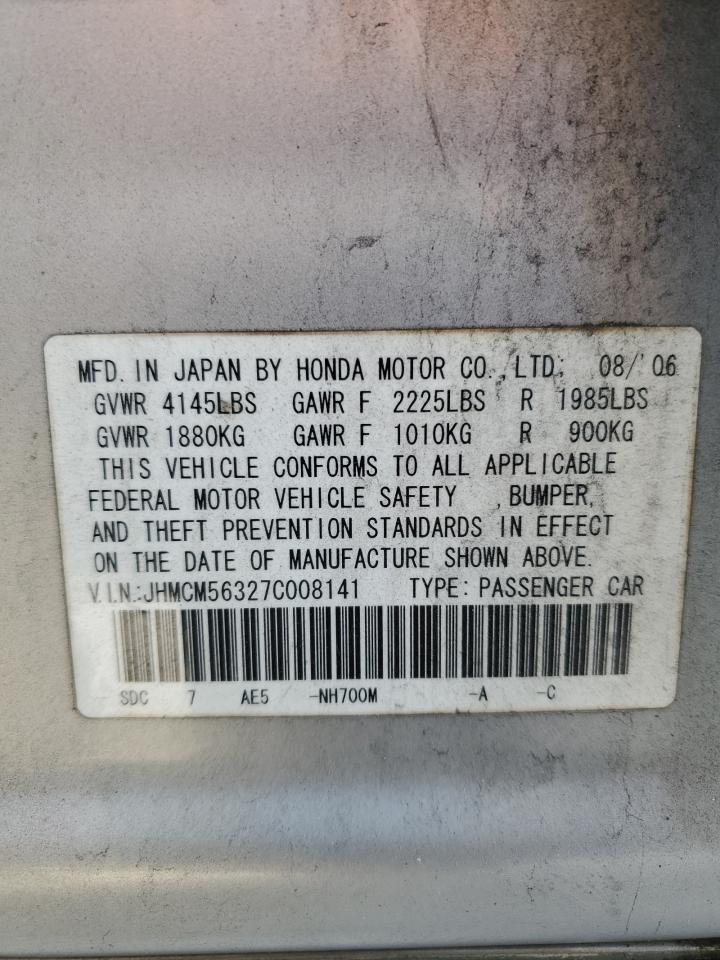 MFD. IN JAPAN BY HONDA MOTOR CO.,LTD; 08/'06
GVWR 4145LBS GAWR F 2225LBS R 1985LBS
GVWR 1880KG GAWR F 1010KG R 900KG
THIS VEHICLE CONFORMS TO ALL APPLICABLE
FEDERAL MOTOR VEHICLE SAFETY , BUMPER,
AND THEFT PREVENTION STANDARDS IN EFFECT
ON THE DATE OF MANUFACTURE SHOWN ABOVE.
V.I.N.:JHMCM56327C008141 TYPE: PASSENGER CAR
SDC 7 AE5 -NH700M -A -C